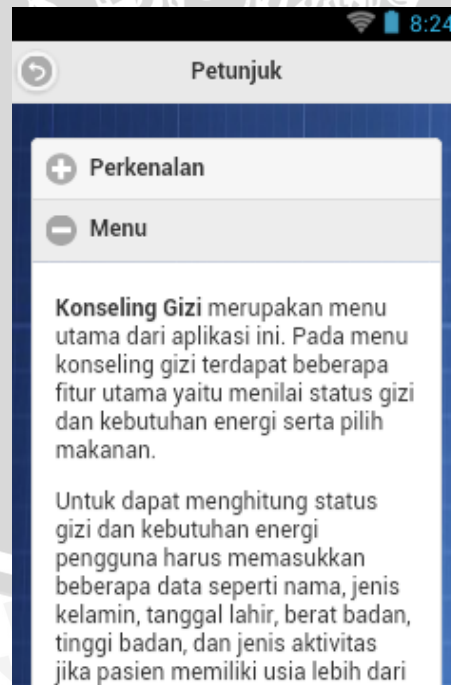 8:24
Petunjuk
Perkenalan
Menu
Konseling Gizi merupakan menu
utama dari aplikasi ini. Pada menu
konseling gizi terdapat beberapa
fitur utama yaitu menilai status gizi
dan kebutuhan energi serta pilih
makanan.
Untuk dapat menghitung status
gizi dan kebutuhan energi
pengguna harus memasukkan
beberapa data seperti nama, jenis
kelamin, tanggal lahir, berat badan,
tinggi badan, dan jenis aktivitas
jika pasien memiliki usia lebih dari